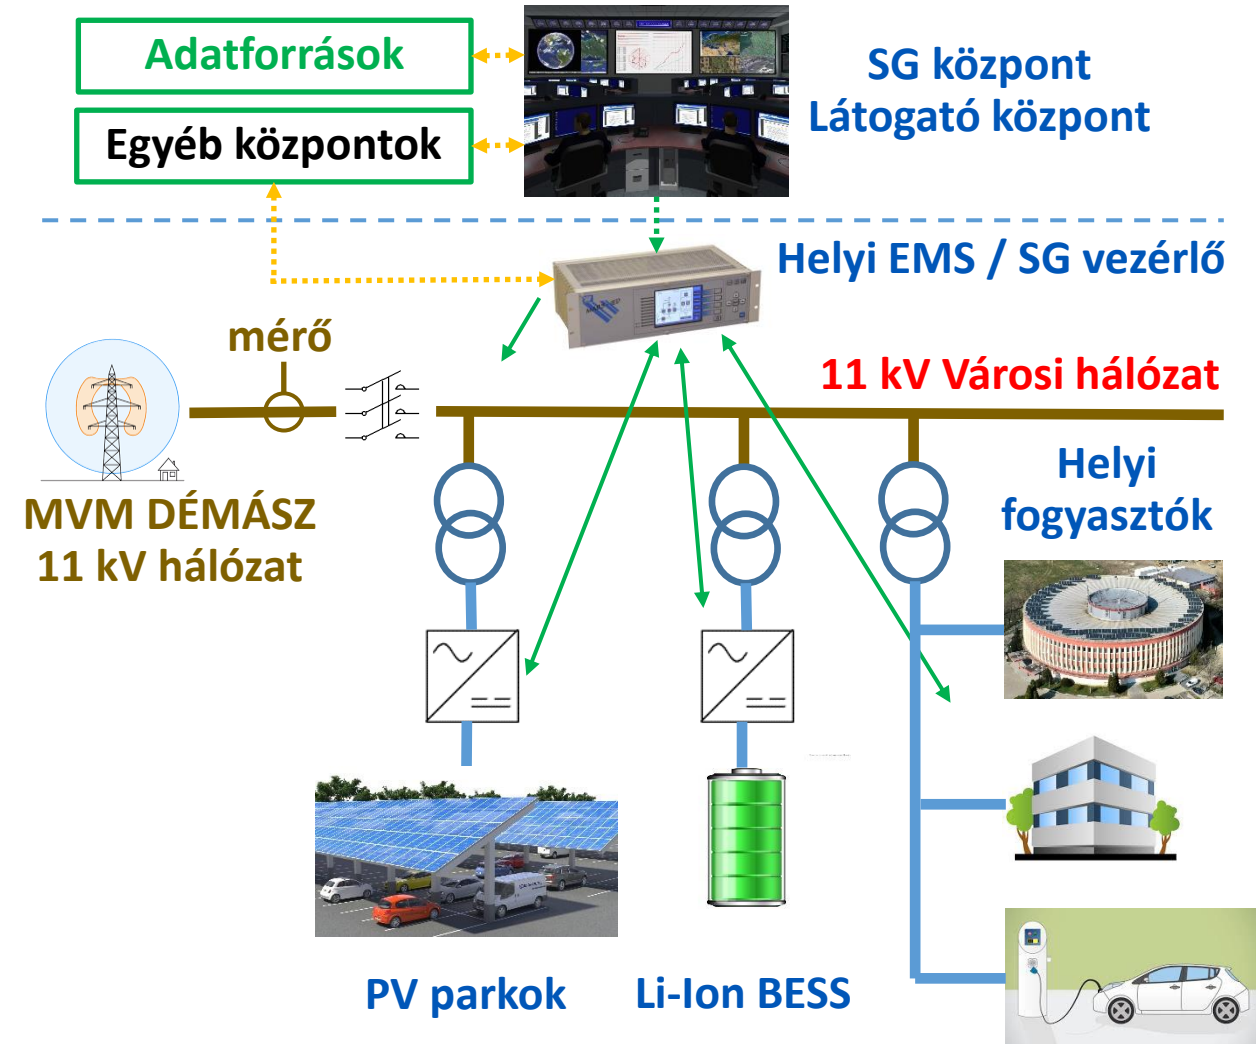 Adatforrások
Egyéb központok
SG központ
Látogató központ
Helyi EMS / SG vezérlő
mérő
11 kV Városi hálózat
MVM DÉMÁSZ
11 kV hálózat
Helyi
fogyasztók
PV parkok
Li-Ion BESS